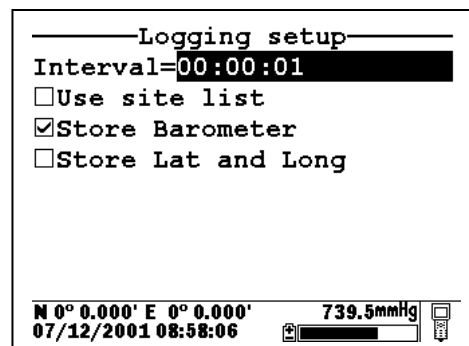 Logging setup
Interval=00:00:01
Use site list
Store Barometer
Store Lat and Long
N 0° 0.000' E 0° 0.000' 739.5mmHg
07/12/2001 08:58:06